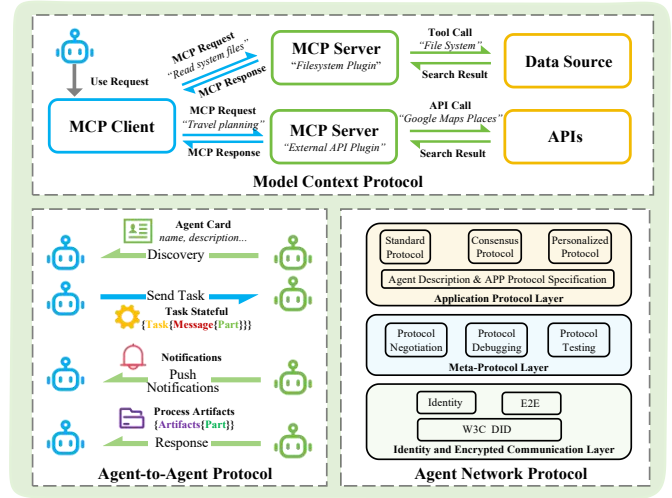 MCP Request
“Read system files”
MCP Response
MCP Server
“Filesystem Plugin”
Tool Call
“File System”
Search Result
Data Source
Use Request
MCP Client
MCP Request
“Travel planning”
MCP Response
MCP Server
“External API Plugin”
API Call
“Google Maps Places”
Search Result
APIs
Model Context Protocol
Agent Card
name, description...
Discovery
Send Task
Task Stateful
{Task{Message{Part}}}
Notifications
Push
Notifications
Process Artifacts
{Artifacts{Part}}
Response
Agent-to-Agent Protocol
Standard
Protocol
Consensus
Protocol
Personalized
Protocol
Agent Description & APP Protocol Specification
Application Protocol Layer
Protocol
Negotiation
Protocol
Debugging
Protocol
Testing
Meta-Protocol Layer
Identity
E2E
W3C DID
Identity and Encrypted Communication Layer
Agent Network Protocol